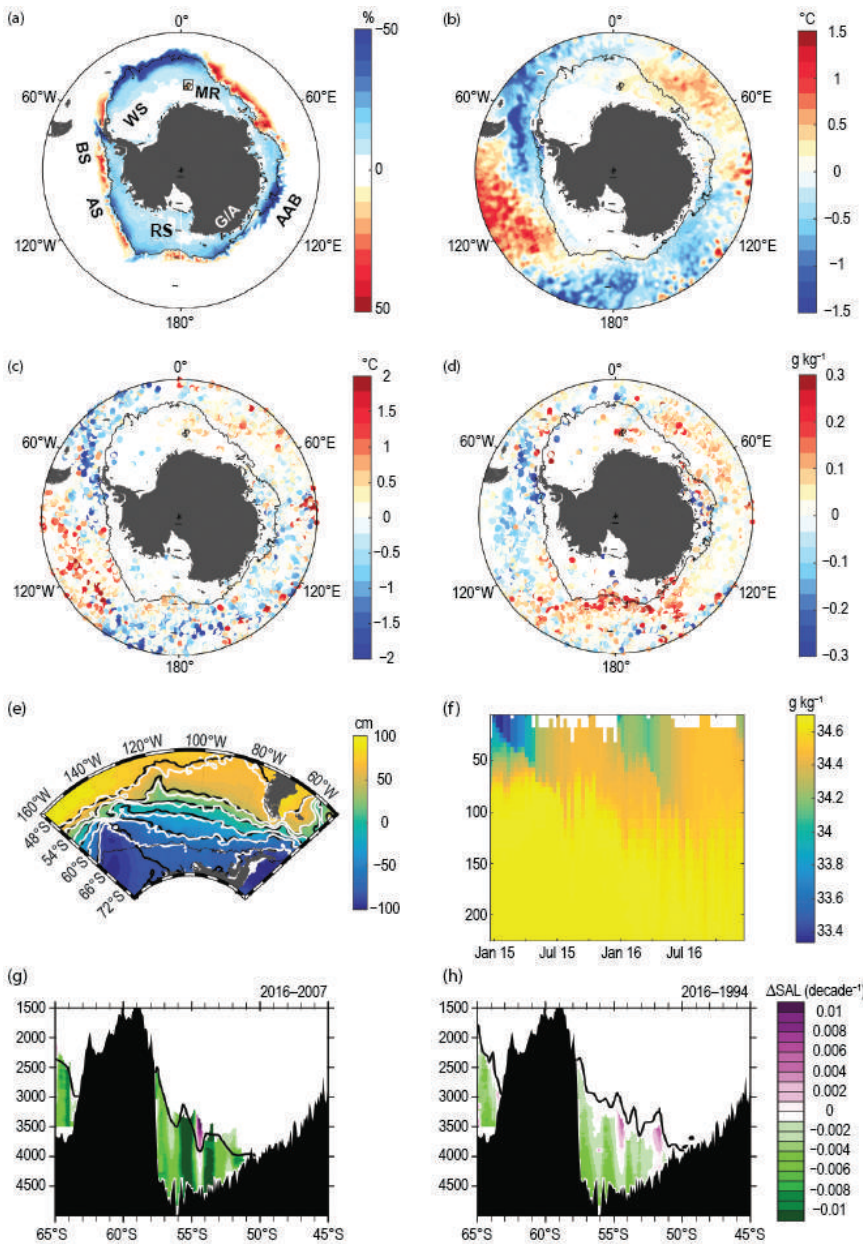 (a)
0°
%
−50
0
50
60°W
60°E
120°W
120°E
180°
WS
MR
BS
AS
RS
G/A
AAB
(b)
0°
°C
1.5
1
0.5
0
−0.5
−1
−1.5
60°W
60°E
120°W
120°E
180°
(c)
0°
°C
2
1.5
1
0.5
0
−0.5
−1
−1.5
−2
60°W
60°E
120°W
120°E
180°
(d)
0°
g kg⁻¹
0.3
0.2
0.1
0
−0.1
−0.2
−0.3
60°W
60°E
120°W
120°E
180°
(e)
cm
100
50
0
−50
−100
160°W
140°W
120°W
100°W
80°W
60°W
48°S
54°S
60°S
66°S
72°S
(f)
g kg⁻¹
50
100
150
200
Jan 15
Jul 15
Jan 16
Jul 16
34.6
34.4
34.2
34
33.8
33.6
33.4
(g)
2016–2007
1500
2000
2500
3000
3500
4000
4500
65°S
60°S
55°S
50°S
45°S
(h)
2016–1994
1500
2000
2500
3000
3500
4000
4500
65°S
60°S
55°S
50°S
45°S
ΔSAL (decade⁻¹)
0.01
0.008
0.006
0.004
0.002
0
−0.002
−0.004
−0.006
−0.008
−0.01